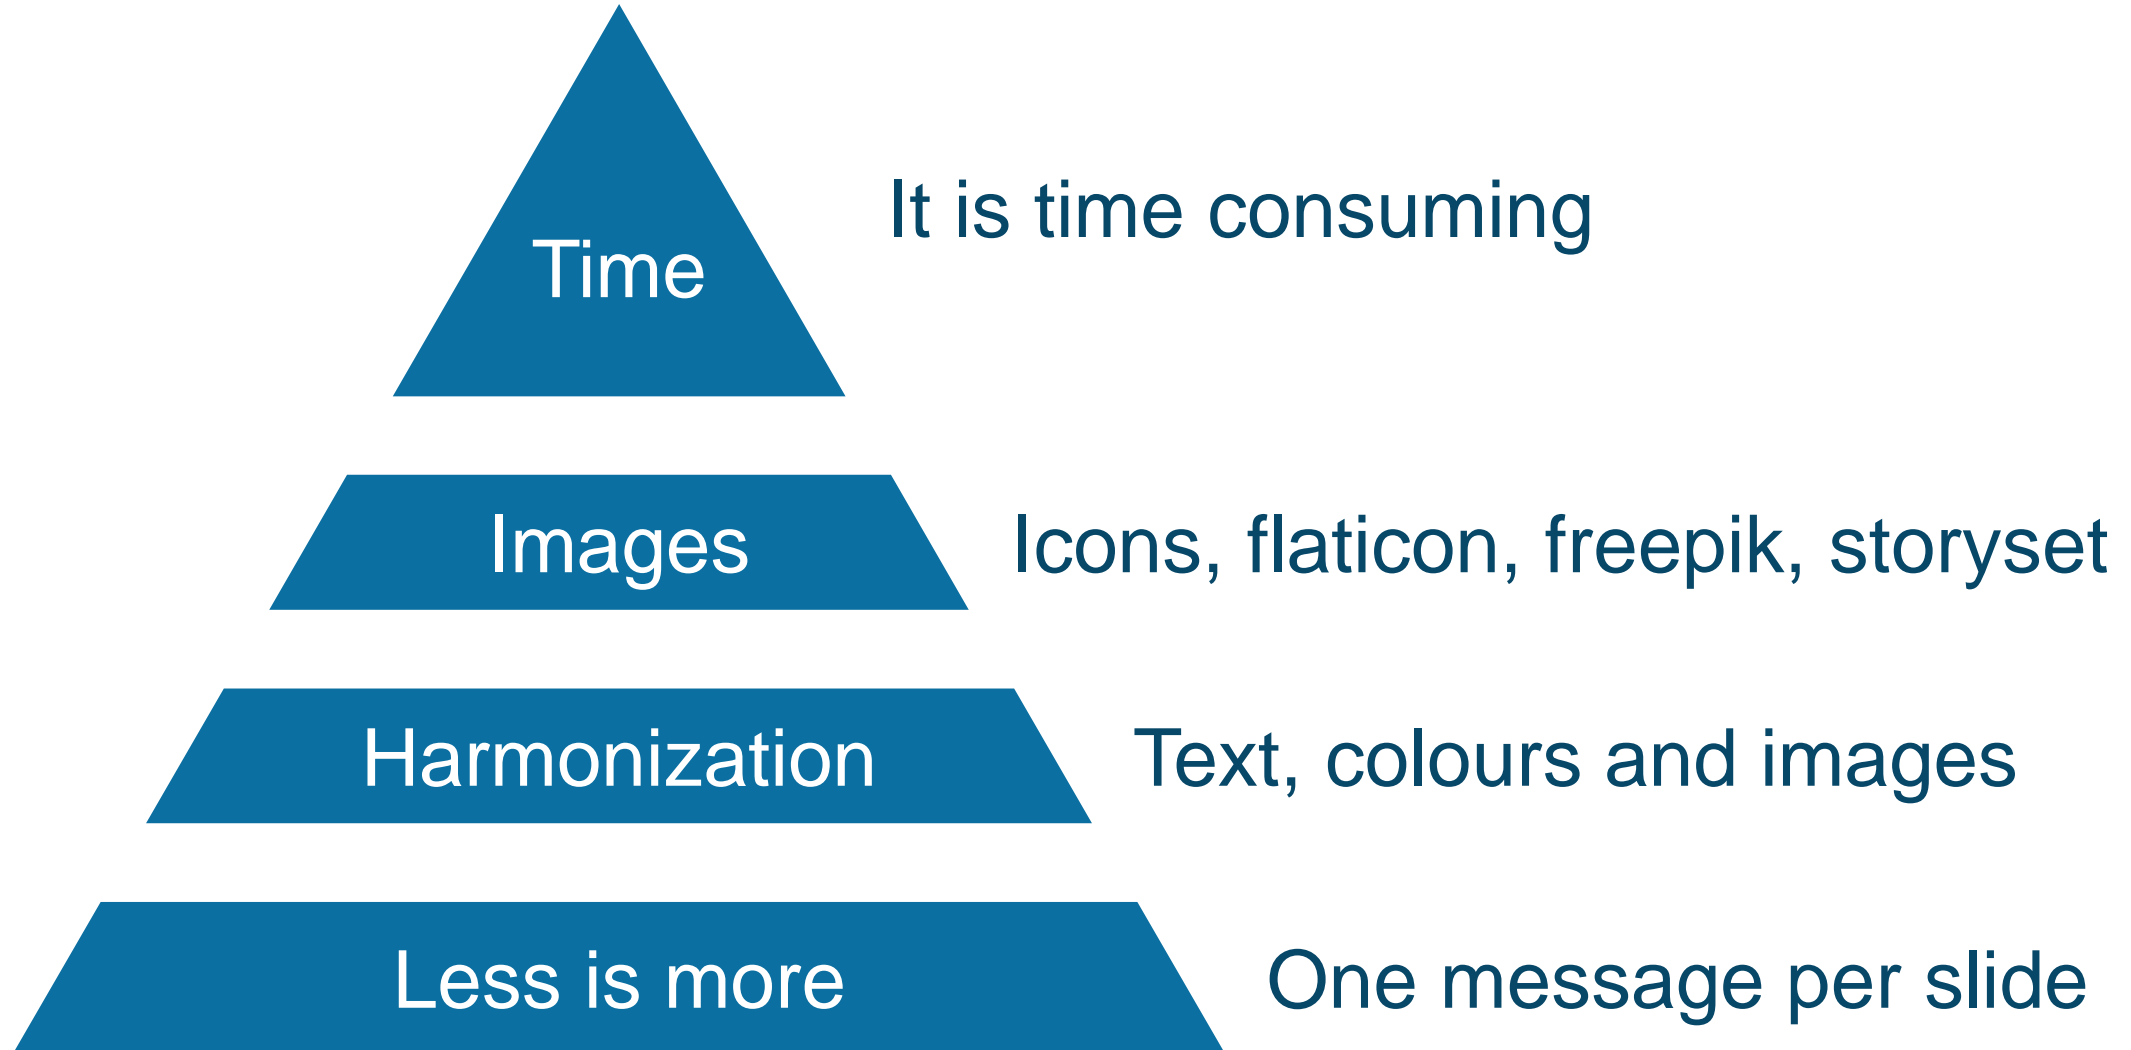 Time
It is time consuming
Images
Icons, flaticon, freepik, storyset
Harmonization
Text, colours and images
Less is more
One message per slide